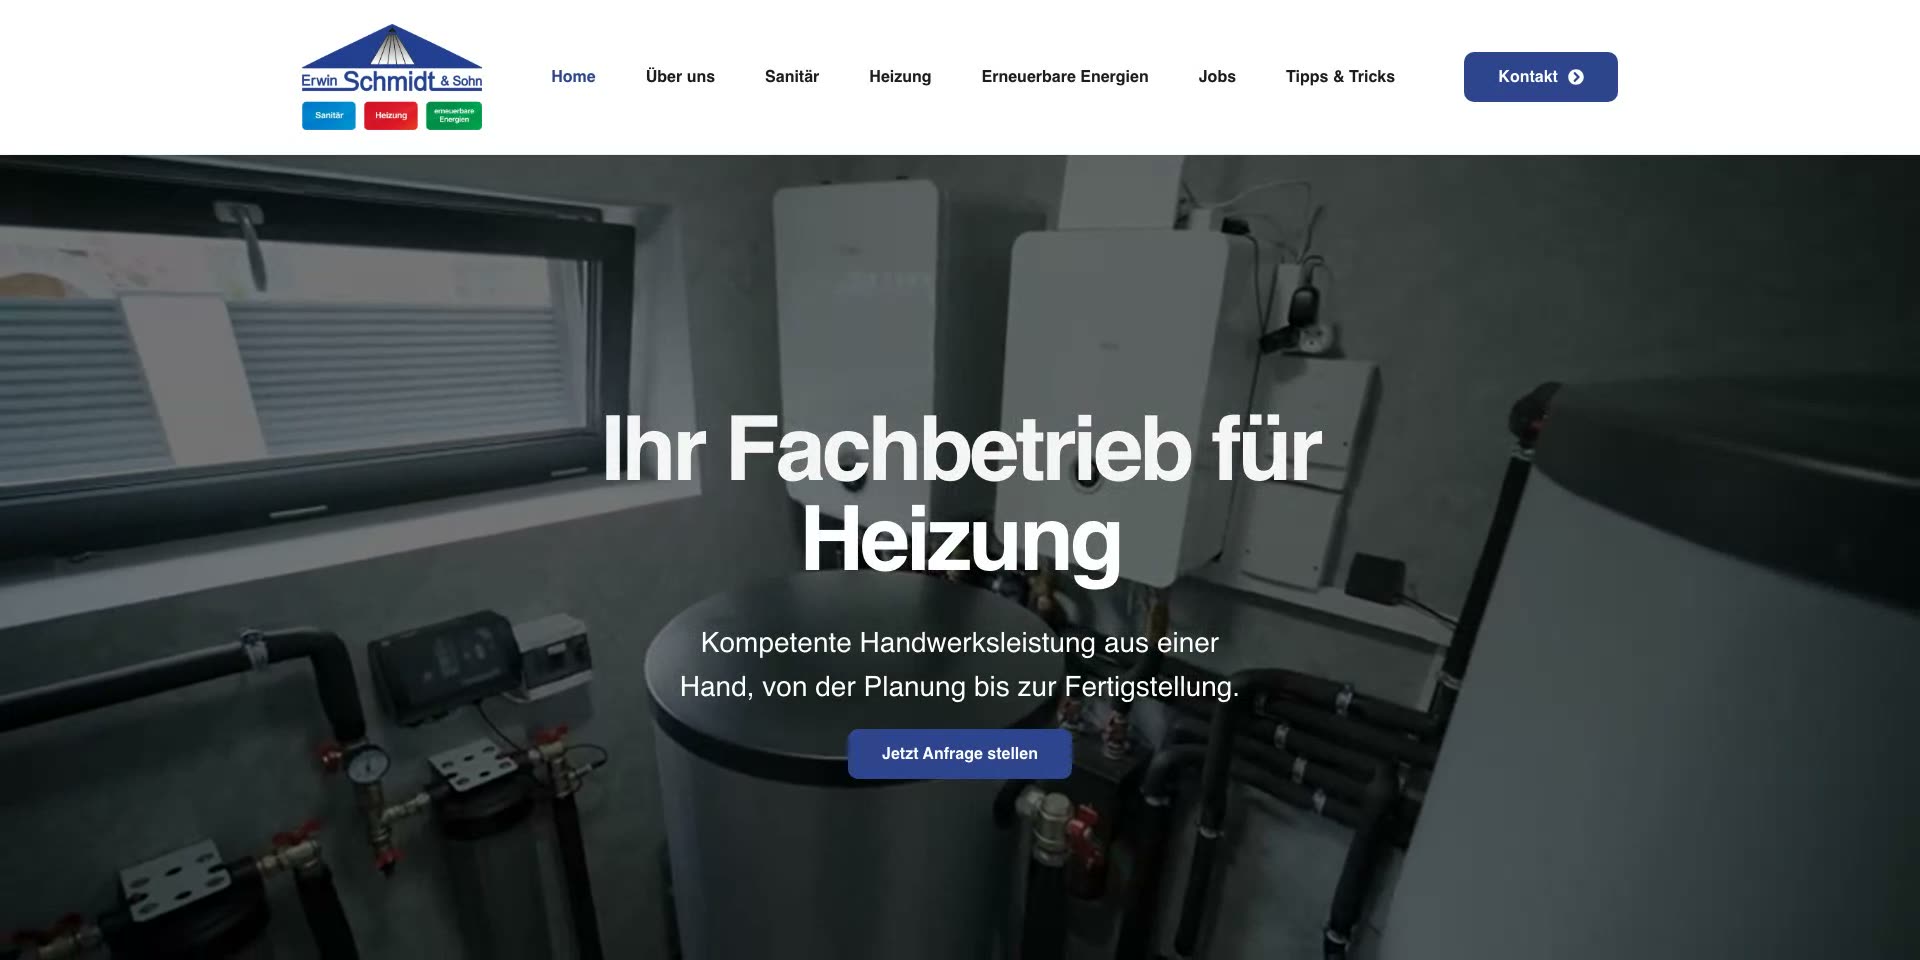 Erwin Schmidt & Sohn
Sanitär
Heizung
erneuerbare
Energien
Home
Über uns
Sanitär
Heizung
Erneuerbare Energien
Jobs
Tipps & Tricks
Kontakt
Ihr Fachbetrieb für
Heizung
Kompetente Handwerksleistung aus einer
Hand, von der Planung bis zur Fertigstellung.
Jetzt Anfrage stellen